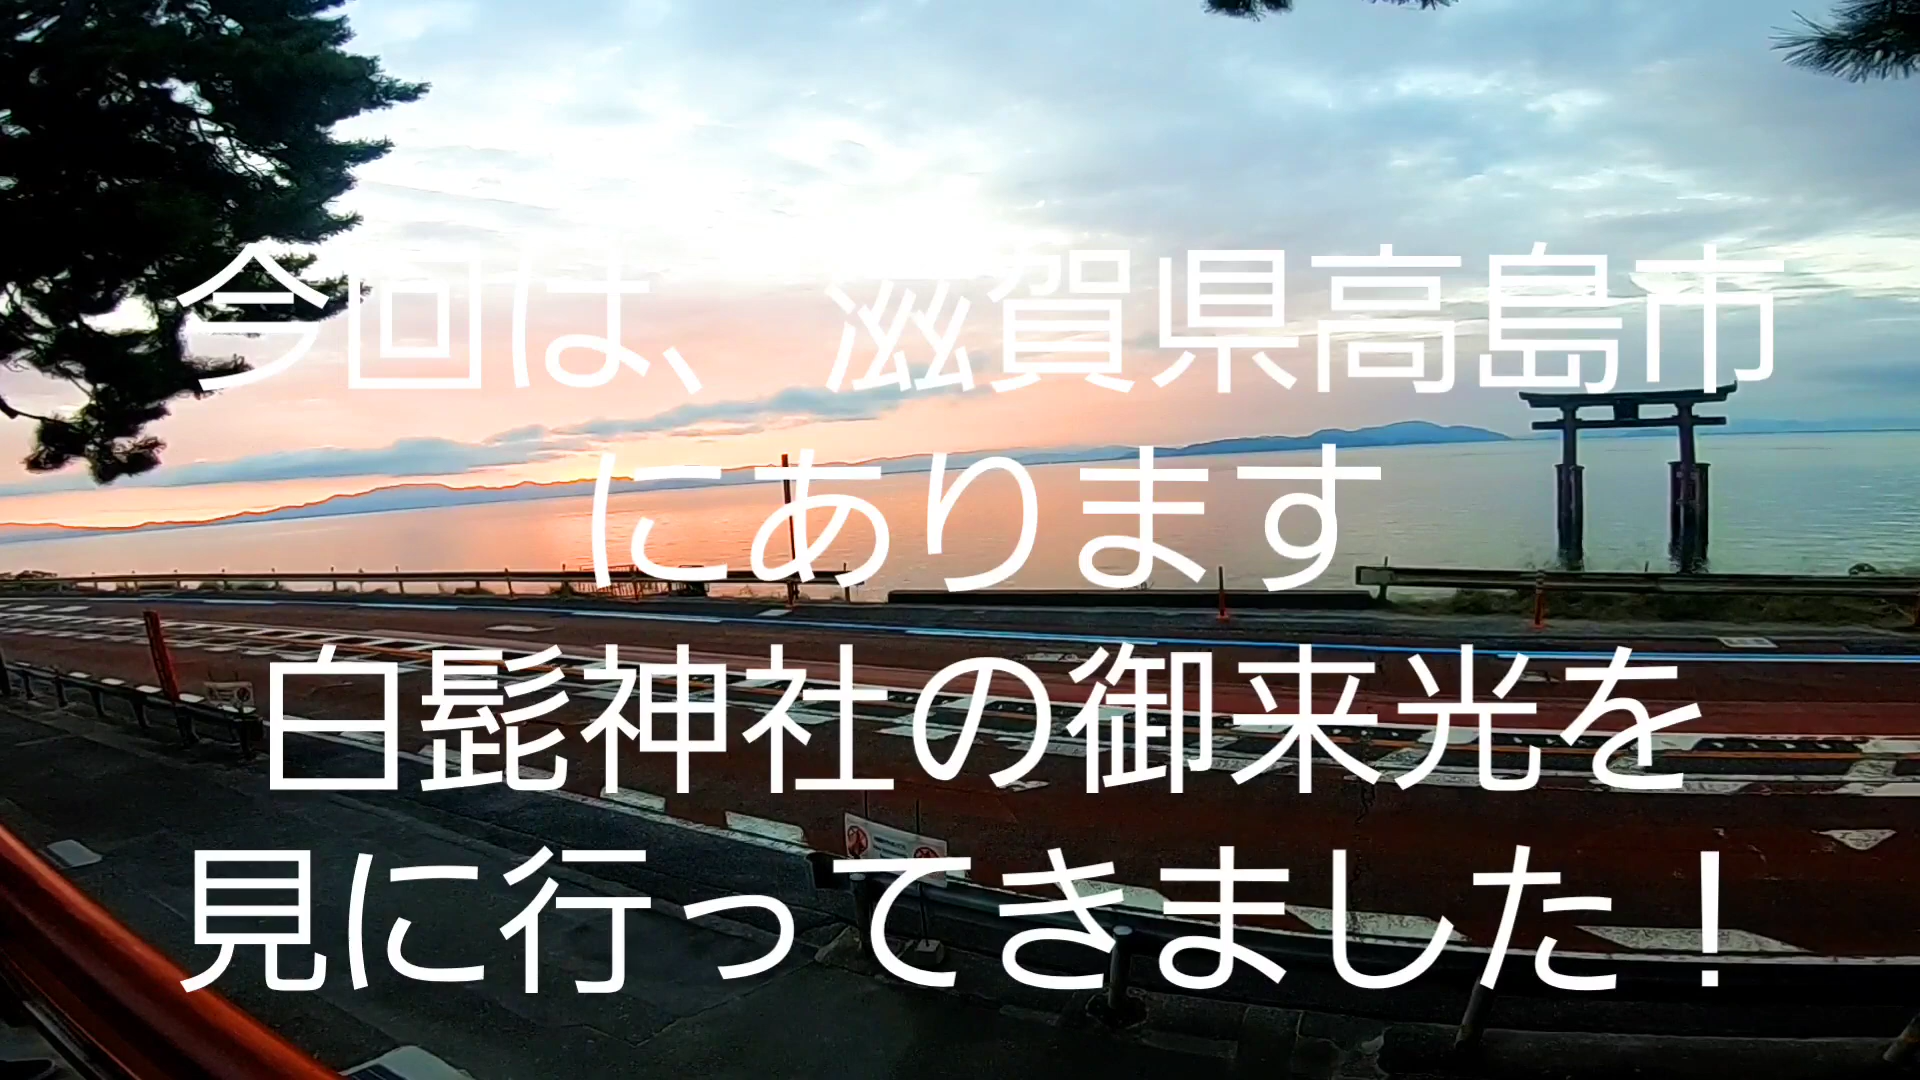 今回は、滋賀県高島市
にあります
白髭神社の御来光を
見に行ってきました！